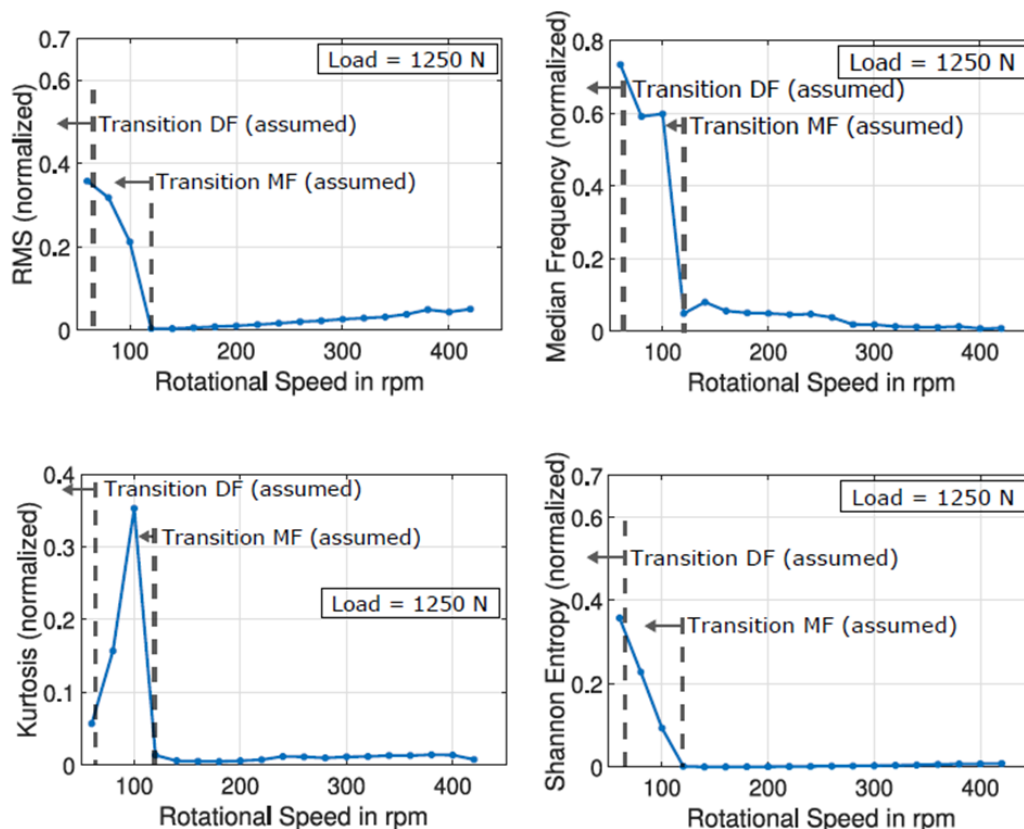 0.7
Load = 1250 N
0.6
Transition DF (assumed)
0.4
Transition MF (assumed)
0.2
0
100 200 300 400
RMS (normalized)
Rotational Speed in rpm
0.8
Load = 1250 N
Transition DF (assumed)
0.6
Transition MF (assumed)
0.4
0.2
0
100 200 300 400
Median Frequency (normalized)
Rotational Speed in rpm
0.4
Transition DF (assumed)
Transition MF (assumed)
0.3
Load = 1250 N
0.2
0.1
0
100 200 300 400
Kurtosis (normalized)
Rotational Speed in rpm
0.7
Load = 1250 N
0.6
Transition DF (assumed)
0.4
Transition MF (assumed)
0.2
0
100 200 300 400
Shannon Entropy (normalized)
Rotational Speed in rpm